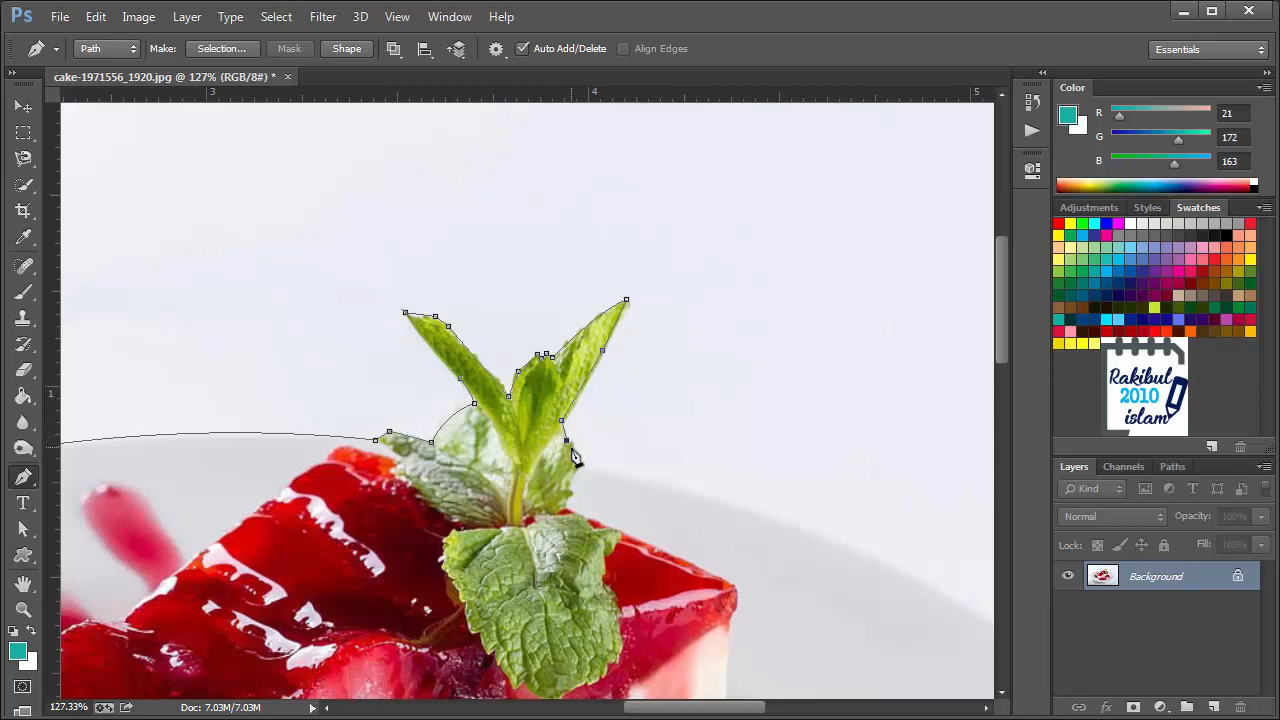 Ps File Edit Image Layer Type Select Filter 3D View Window Help
Path Make: Selection... Mask Shape Auto Add/Delete Align Edges Essentials
cake-1971556_1920.jpg @ 127% (RGB/8#) *
3 4 5
1
Color
R 21
G 172
B 163
Adjustments Styles Swatches
Rakibul
2010
islam
Layers Channels Paths
Kind
Normal Opacity: 100%
Lock: Fill: 100%
Background
127.33% Doc: 7.03M/7.03M